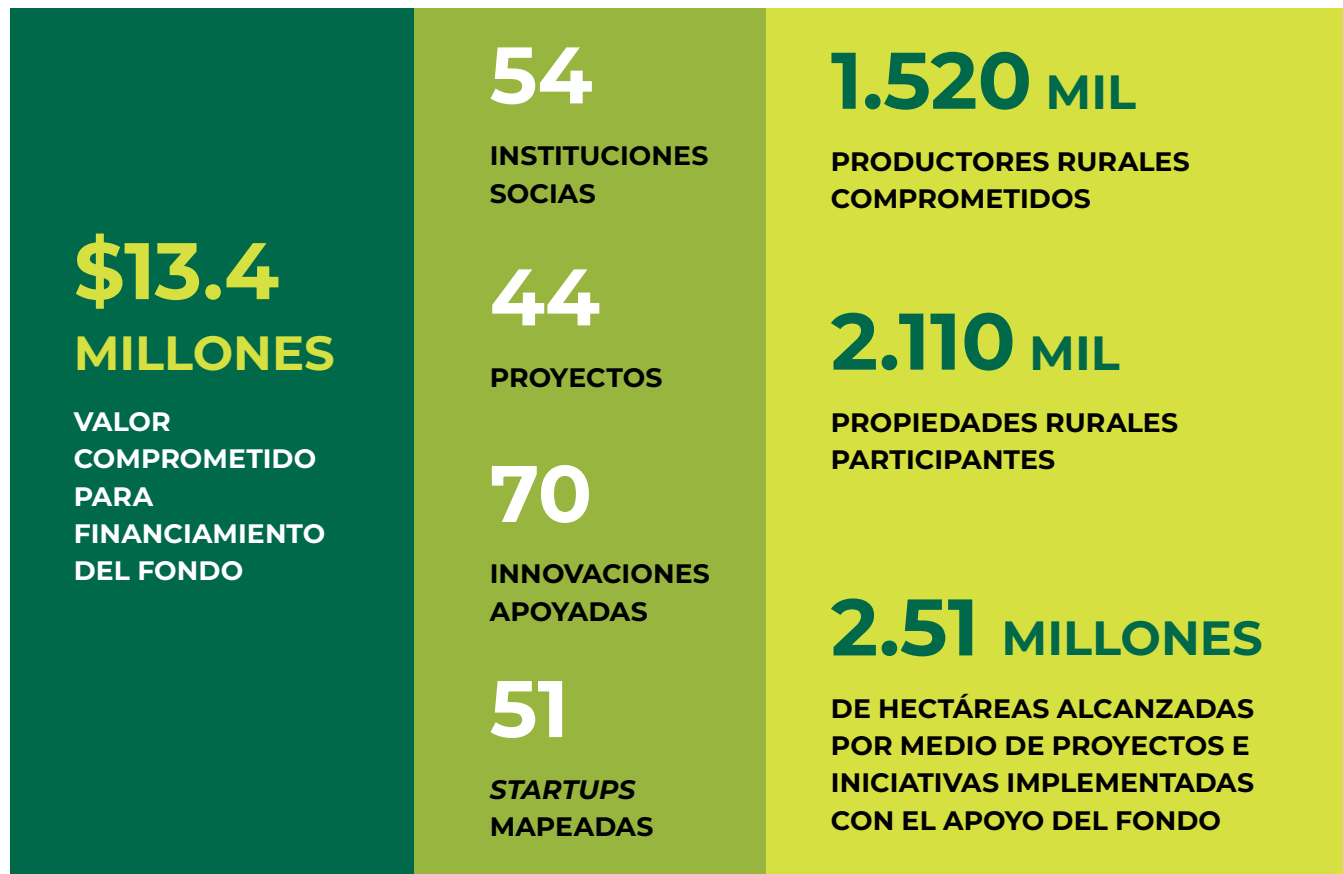 $13.4
MILLONES
VALOR
COMPROMETIDO
PARA
FINANCIAMIENTO
DEL FONDO
54
INSTITUCIONES
SOCIAS
44
PROYECTOS
70
INNOVACIONES
APOYADAS
51
STARTUPS
MAPEADAS
1.520 MIL
PRODUCTORES RURALES
COMPROMETIDOS
2.110 MIL
PROPIEDADES RURALES
PARTICIPANTES
2.51 MILLONES
DE HECTÁREAS ALCANZADAS
POR MEDIO DE PROYECTOS E
INICIATIVAS IMPLEMENTADAS
CON EL APOYO DEL FONDO